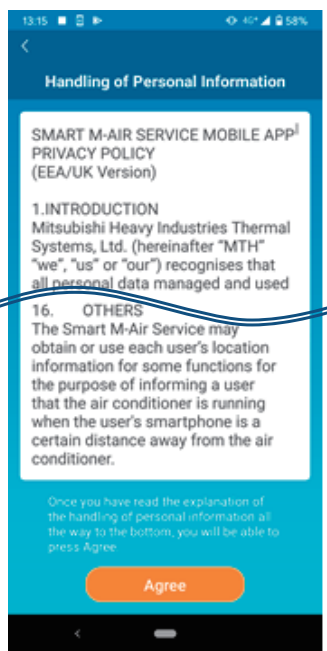 13:15 58%
Handling of Personal Information
SMART M-AIR SERVICE MOBILE APP
PRIVACY POLICY
(EEA/UK Version)
1.INTRODUCTION
Mitsubishi Heavy Industries Thermal
Systems, Ltd. (hereinafter “MTH”
“we”, “us” or “our”) recognises that
all personal data managed and used
16. OTHERS
The Smart M-Air Service may
obtain or use each user's location
information for some functions for
the purpose of informing a user
that the air conditioner is running
when the user's smartphone is a
certain distance away from the air
conditioner.
Once you have read the explanation of
the handling of personal information all
the way to the bottom, you will be able to
press Agree
Agree